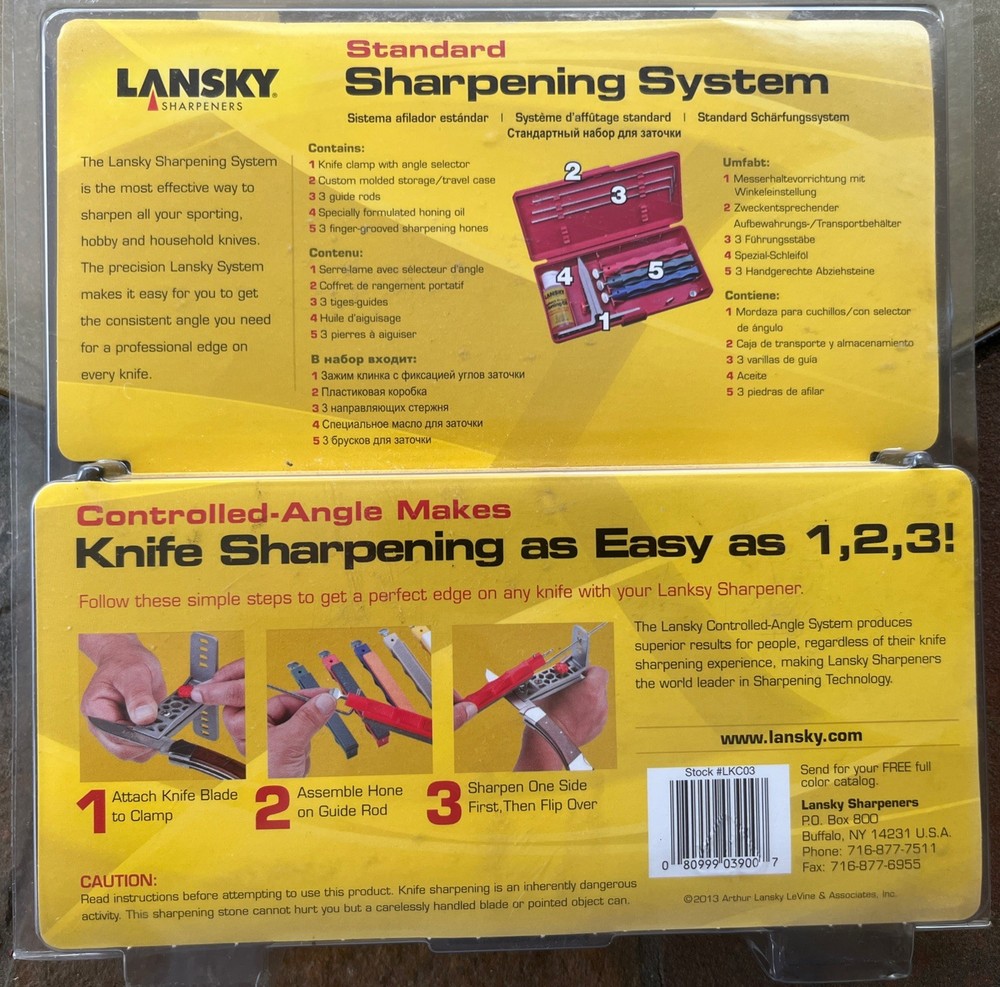 LANSKY®
SHARPENERS
Standard
Sharpening System
Sistema afilador estándar | Système d'affûtage standard | Standard Schärfungssystem
Стандартный набор для заточки
The Lansky Sharpening System
is the most effective way to
sharpen all your sporting,
hobby and household knives.
The precision Lansky System
makes it easy for you to get
the consistent angle you need
for a professional edge on
every knife.
Contains:
1 Knife clamp with angle selector
2 Custom molded storage/travel case
3 3 guide rods
4 Specially formulated honing oil
5 3 finger-grooved sharpening hones
Contenu:
1 Serre-lame avec sélecteur d'angle
2 Coffret de rangement portatif
3 3 tiges-guides
4 Huile d'aiguisage
5 3 pierres à aiguiser
В набор входит:
1 Зажим клинка с фиксацией углов заточки
2 Пластиковая коробка
3 3 направляющих стержня
4 Специальное масло для заточки
5 3 брусков для заточки
2
3
4
5
1
LANSKY
Umfabt:
1 Messerhaltevorrichtung mit
Winkeleinstellung
2 Zweckentsprechender
Aufbewahrungs-/Transportbehälter
3 3 Führungsstäbe
4 Spezial-Schleiföl
5 3 Handgerechte Abziehsteine
Contiene:
1 Mordaza para cuchillos/con selector
de ángulo
2 Caja de transporte y almacenamiento
3 3 varillas de guía
4 Aceite
5 3 piedras de afilar
Controlled-Angle Makes
Knife Sharpening as Easy as 1,2,3!
Follow these simple steps to get a perfect edge on any knife with your Lanksy Sharpener.
1 Attach Knife Blade
to Clamp
2 Assemble Hone
on Guide Rod
3 Sharpen One Side
First, Then Flip Over
The Lansky Controlled-Angle System produces
superior results for people, regardless of their knife
sharpening experience, making Lansky Sharpeners
the world leader in Sharpening Technology.
www.lansky.com
Stock #LKC03
0 80999 03900 7
Send for your FREE full
color catalog.
Lansky Sharpeners
P.O. Box 800
Buffalo, NY 14231 U.S.A.
Phone: 716-877-7511
Fax: 716-877-6955
©2013 Arthur Lansky LeVine & Associates, Inc.
CAUTION:
Read instructions before attempting to use this product. Knife sharpening is an inherently dangerous
activity. This sharpening stone cannot hurt you but a carelessly handled blade or pointed object can.